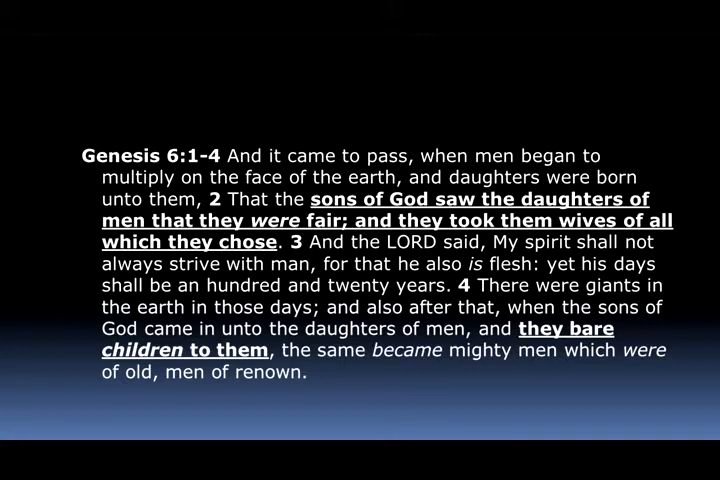 Genesis 6:1-4 And it came to pass, when men began to
multiply on the face of the earth, and daughters were born
unto them, 2 That the sons of God saw the daughters of
men that they were fair; and they took them wives of all
which they chose. 3 And the LORD said, My spirit shall not
always strive with man, for that he also is flesh: yet his days
shall be an hundred and twenty years. 4 There were giants in
the earth in those days; and also after that, when the sons of
God came in unto the daughters of men, and they bare
children to them, the same became mighty men which were
of old, men of renown.